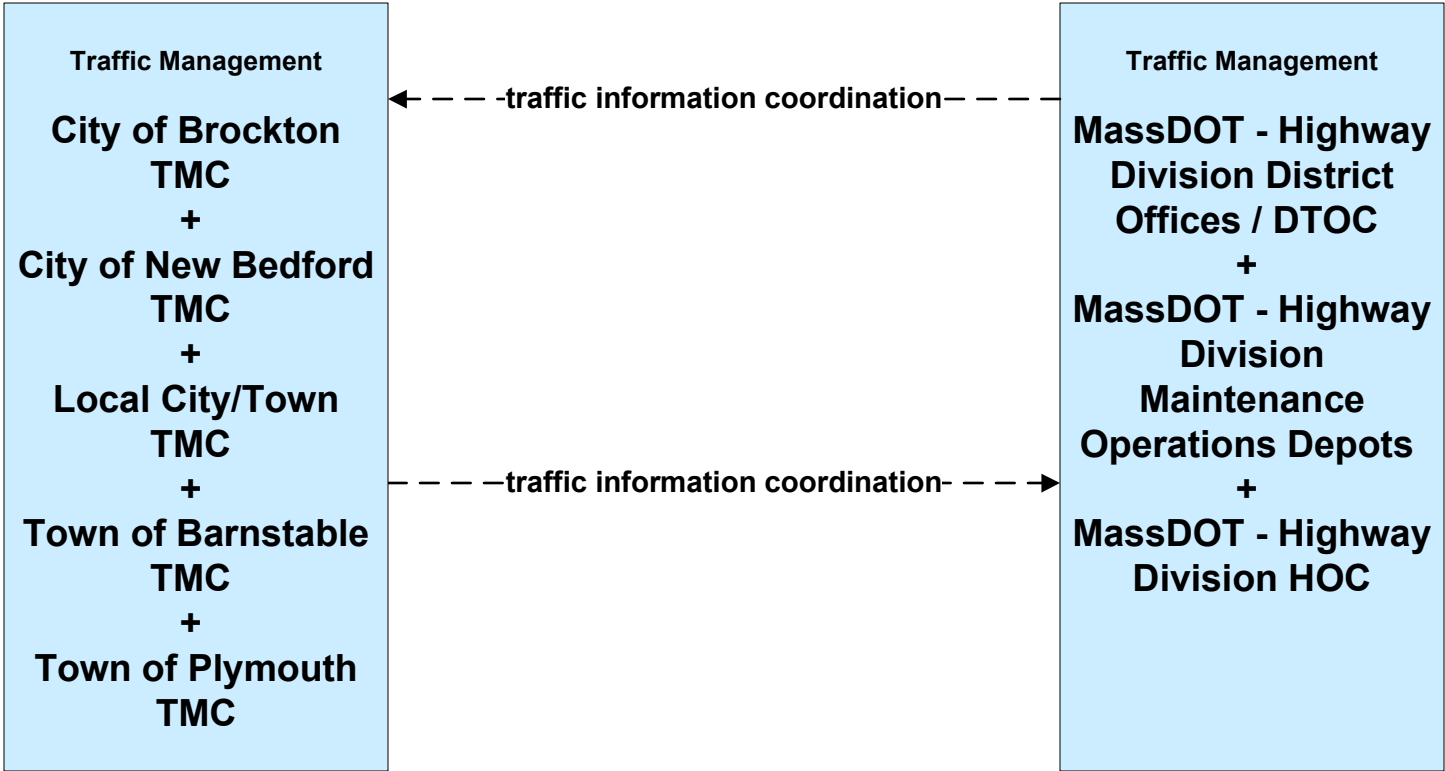 Traffic Management
City of Brockton
TMC
+
City of New Bedford
TMC
+
Local City/Town
TMC
+
Town of Barnstable
TMC
+
Town of Plymouth
TMC
traffic information coordination
traffic information coordination
Traffic Management
MassDOT - Highway
Division District
Offices / DTOC
+
MassDOT - Highway
Division
Maintenance
Operations Depots
+
MassDOT - Highway
Division HOC